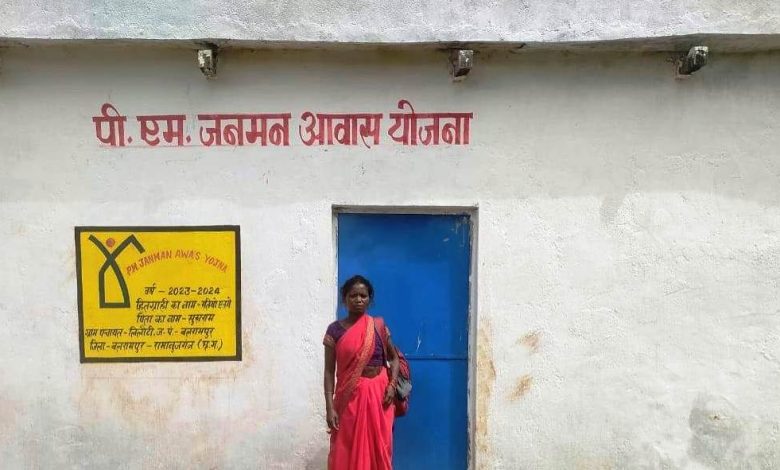 पी. एम. जनमन आवास योजना
PM JANMAN AWAS YOJNA
वर्ष - 2023-2024
हितग्राही का नाम -
पिता का नाम - सुखराम
ग्राम पंचायत - ज. पं. - बलरामपुर
जिला - बलरामपुर - रामानुजगंज (छ.ग.)